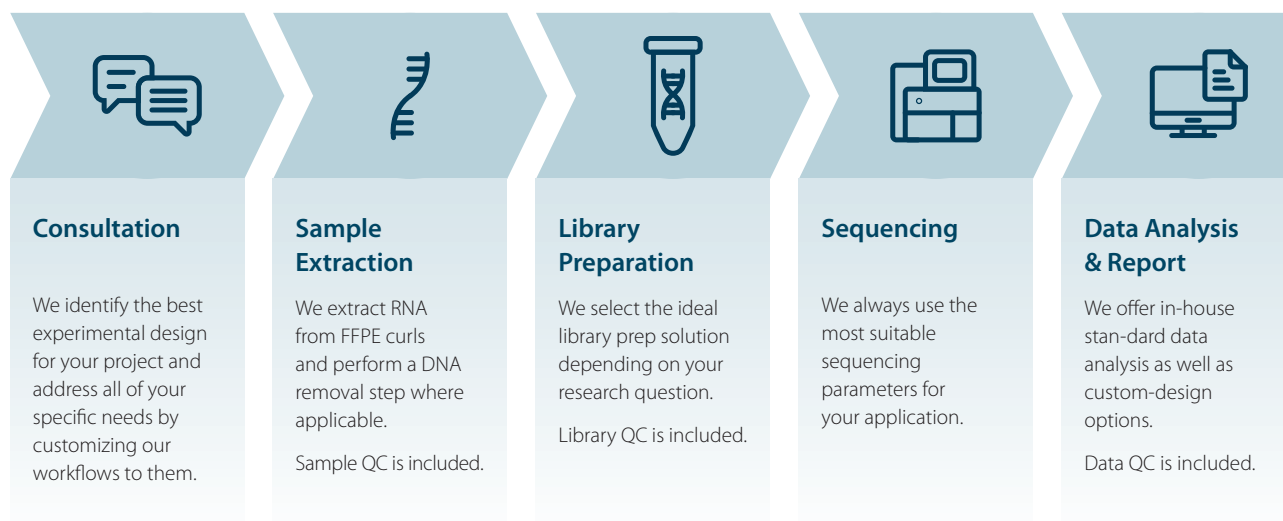 Consultation
We identify the best
experimental design
for your project and
address all of your
specific needs by
customizing our
workflows to them.
Sample
Extraction
We extract RNA
from FFPE curls
and perform a DNA
removal step where
applicable.
Sample QC is included.
Library
Preparation
We select the ideal
library prep solution
depending on your
research question.
Library QC is included.
Sequencing
We always use the
most suitable
sequencing
parameters for
your application.
Data Analysis
& Report
We offer in-house
stan-dard data
analysis as well as
custom-design
options.
Data QC is included.